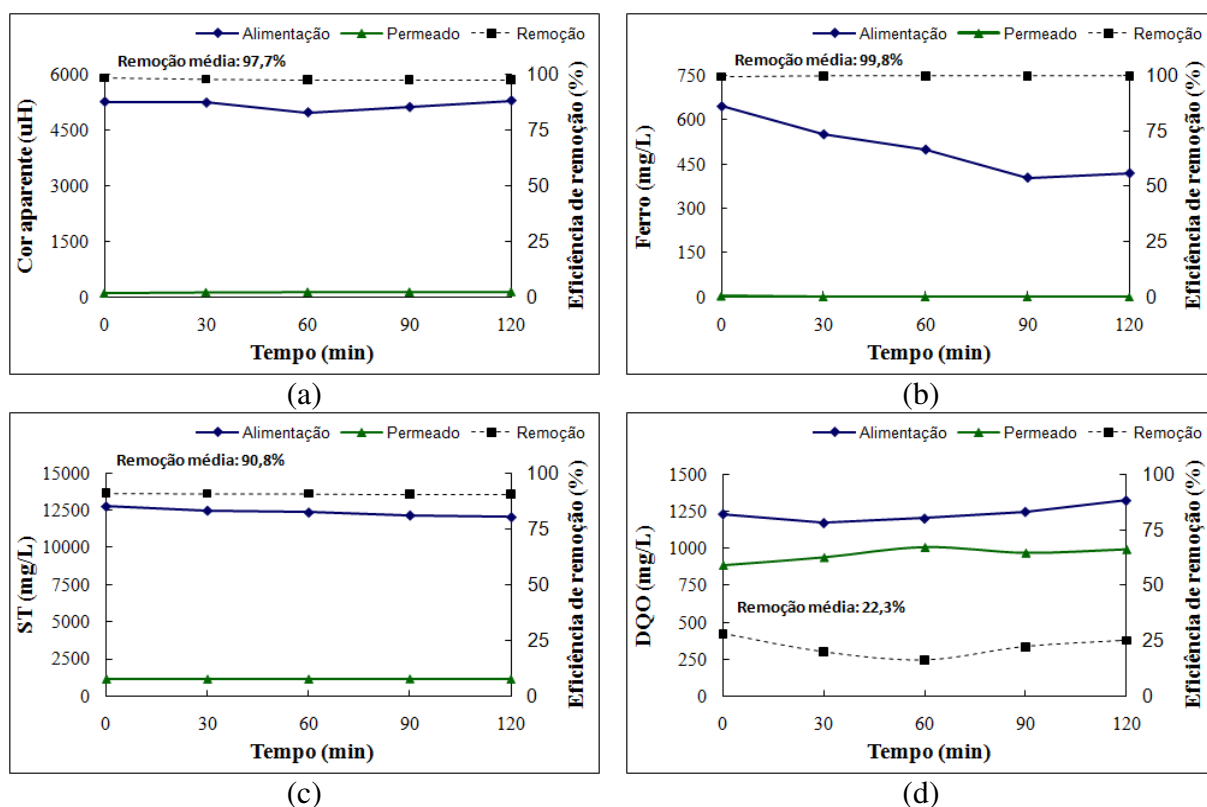 Alimentação Permeado Remoção
Remoção média: 97,7%
6000
4500
3000
1500
0
100
75
50
25
0
Cor aparente (uH)
Eficiência de remoção (%)
0 30 60 90 120
Tempo (min)
(a)
Alimentação Permeado Remoção
Remoção média: 99,8%
750
600
450
300
150
0
100
75
50
25
0
Ferro (mg/L)
Eficiência de remoção (%)
0 30 60 90 120
Tempo (min)
(b)
Alimentação Permeado Remoção
Remoção média: 90,8%
15000
12500
10000
7500
5000
2500
0
100
75
50
25
0
ST (mg/L)
Eficiência de remoção (%)
0 30 60 90 120
Tempo (min)
(c)
Alimentação Permeado Remoção
1500
1250
1000
750
500
250
0
Remoção média: 22,3%
100
75
50
25
0
DQO (mg/L)
Eficiência de remoção (%)
0 30 60 90 120
Tempo (min)
(d)